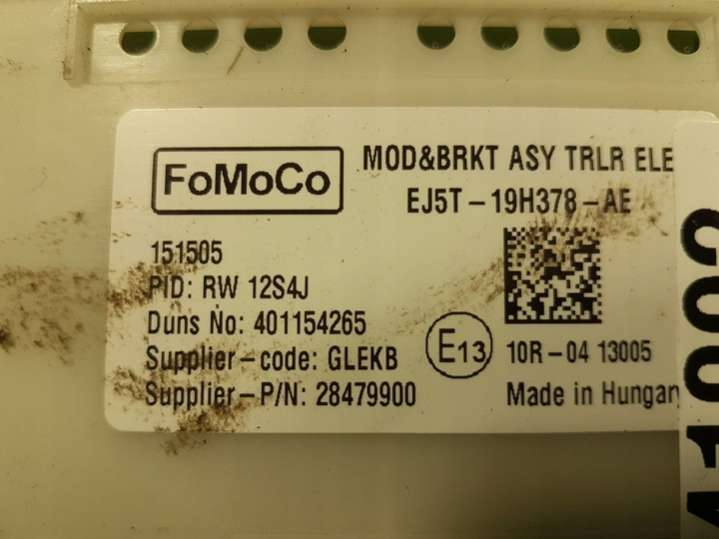 FoMoCo
MOD&BRKT ASY TRLR ELE
EJ5T-19H378-AE
151505
PID: RW 12S4J
Duns No: 401154265
Supplier-code: GLEKB
Supplier-P/N: 28479900
E13
10R-04 13005
Made in Hungar